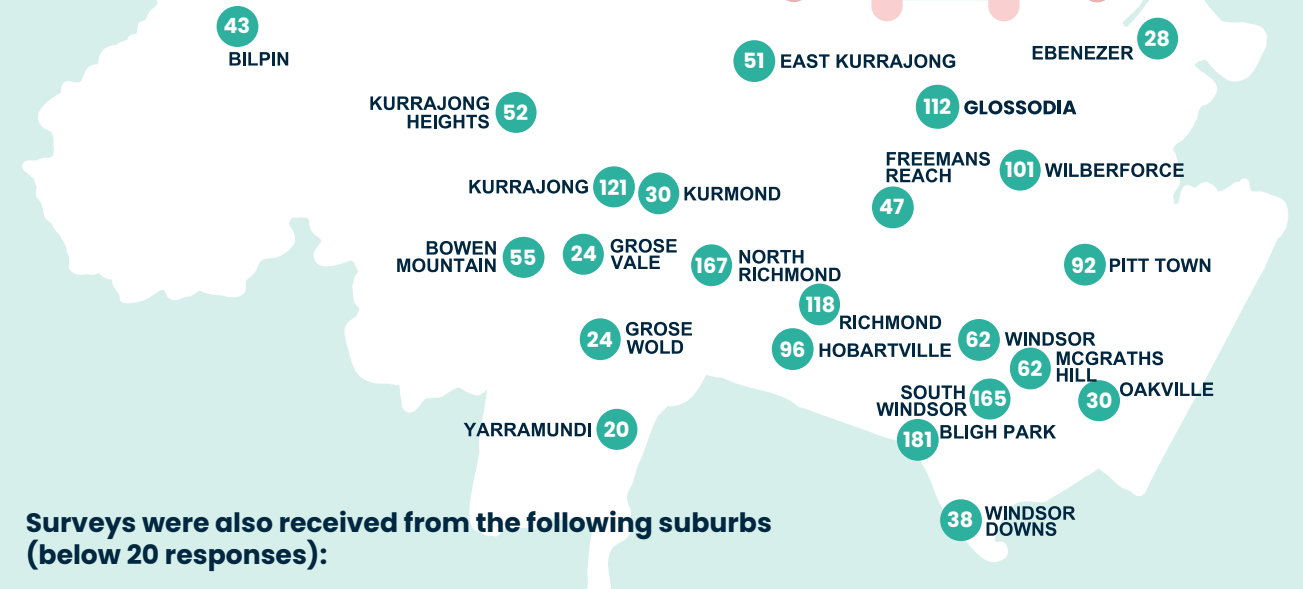 43
BILPIN
51 EAST KURRAJONG
EBENEZER 28
KURRAJONG
HEIGHTS 52
112 GLOSSODIA
FREEMANS
REACH
47
101 WILBERFORCE
KURRAJONG 121
30 KURMOND
BOWEN
MOUNTAIN 55
24 GROSE
VALE
167 NORTH
RICHMOND
92 PITT TOWN
118
RICHMOND
24 GROSE
WOLD
96 HOBARTVILLE
62 WINDSOR
62 MCGRATHS
HILL
SOUTH
WINDSOR 165
30 OAKVILLE
YARRAMUNDI 20
181 BLIGH PARK
38 WINDSOR
DOWNS
Surveys were also received from the following suburbs
(below 20 responses):